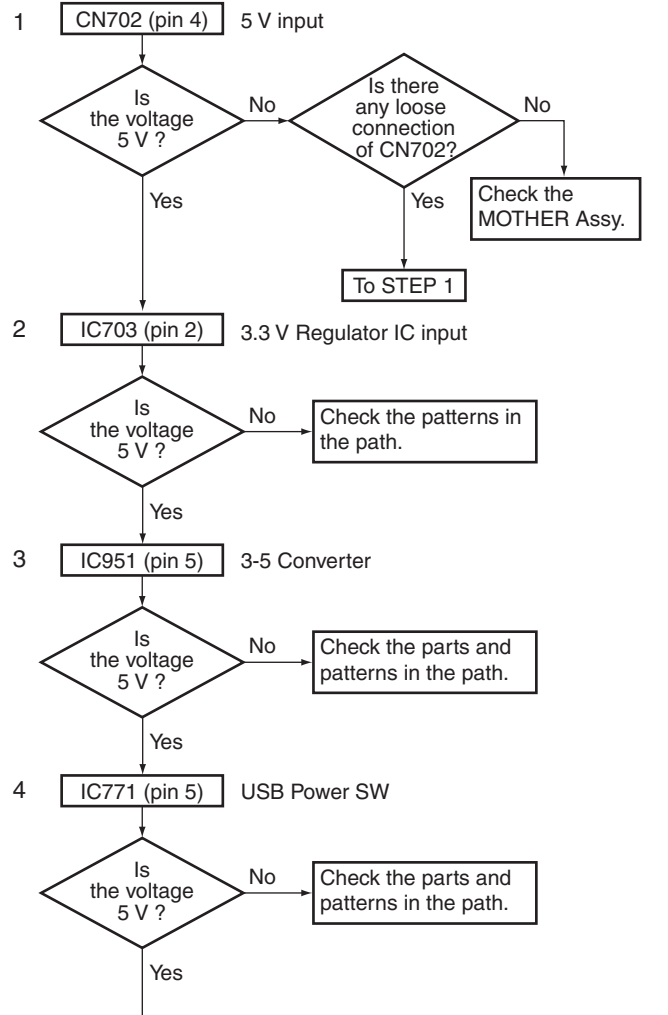 1
CN702 (pin 4)
5 V input
Is
the voltage
5 V ?
No
Is there
any loose
connection
of CN702?
No
Check the
MOTHER Assy.
Yes
Yes
To STEP 1
2
IC703 (pin 2)
3.3 V Regulator IC input
Is
the voltage
5 V ?
No
Check the patterns in
the path.
Yes
3
IC951 (pin 5)
3-5 Converter
Is
the voltage
5 V ?
No
Check the parts and
patterns in the path.
Yes
4
IC771 (pin 5)
USB Power SW
Is
the voltage
5 V ?
No
Check the parts and
patterns in the path.
Yes